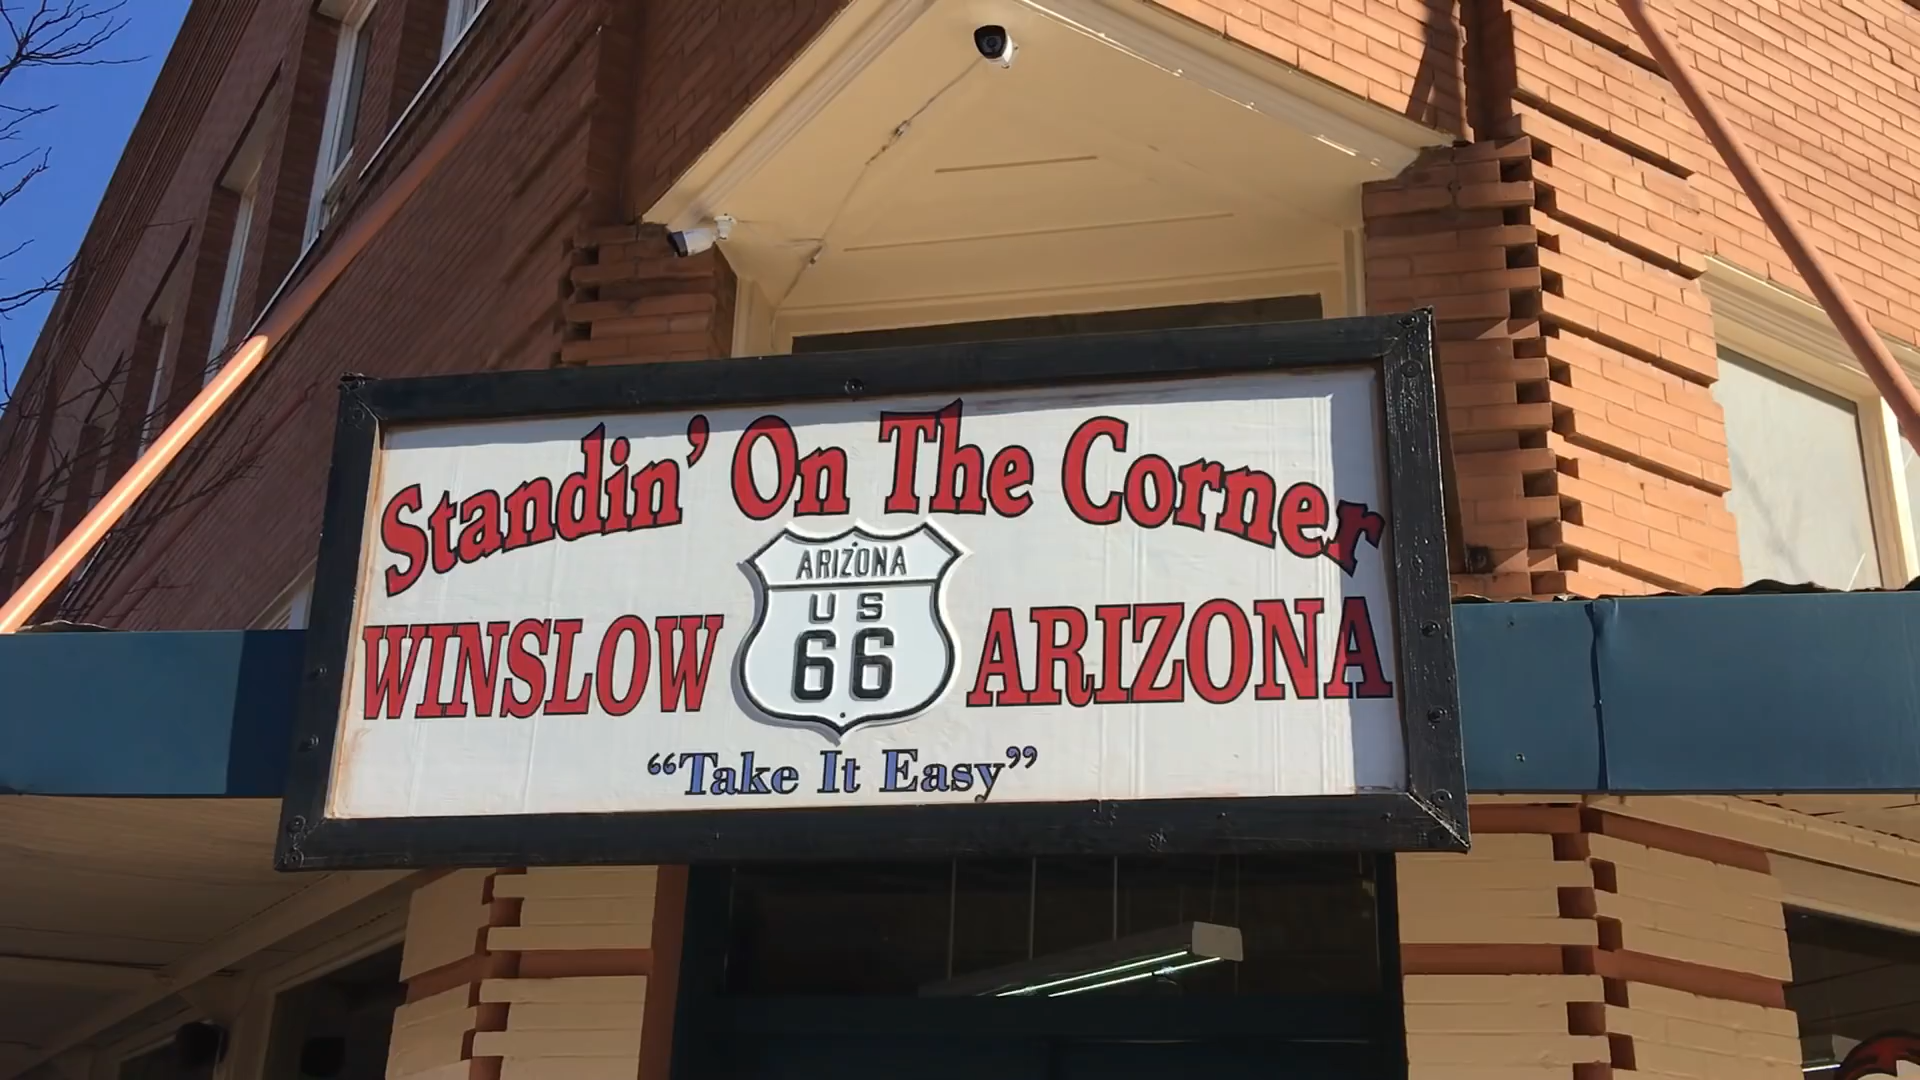 Standin' On The Corner
WINSLOW ARIZONA
ARIZONA
US
66
"Take It Easy"